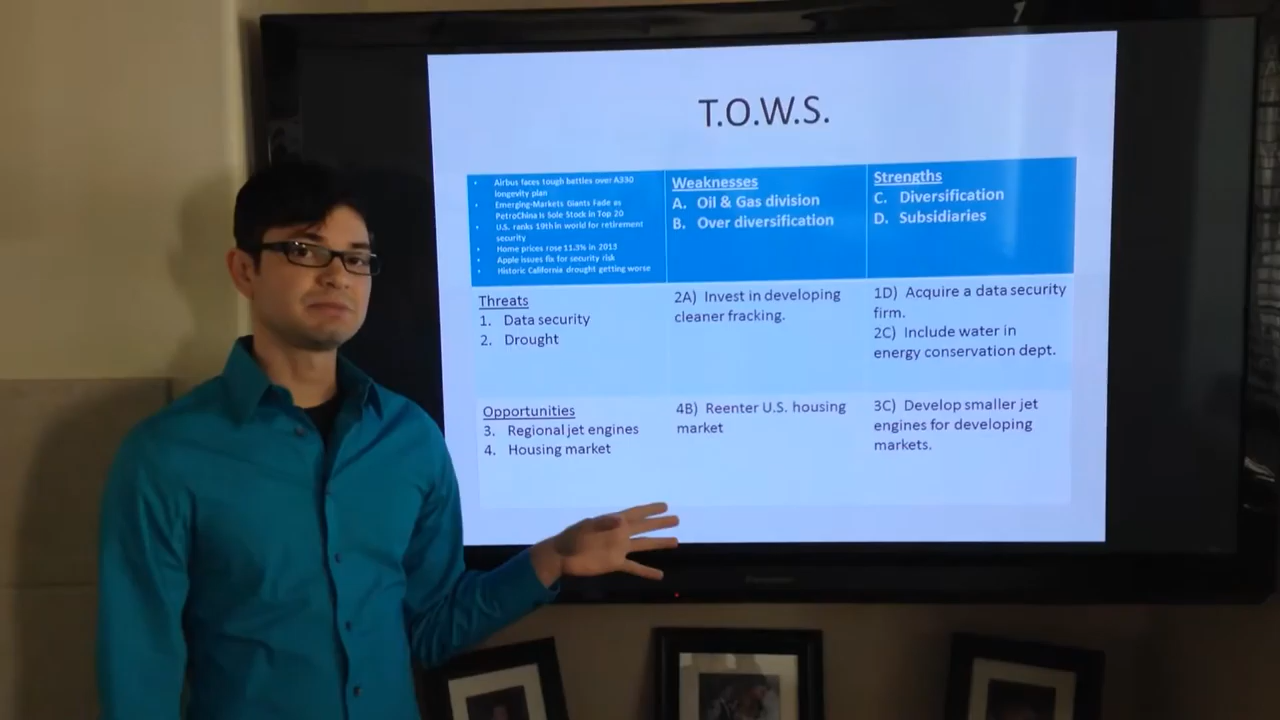 T.O.W.S.
• Airbus faces tough battles over A330
longevity plan
• Emerging-Markets Giants Fade as
PetroChina Is Sole Stock in Top 20
• U.S. ranks 19th in world for retirement
security
• Home prices rose 11.3% in 2013
• Apple issues fix for security risk
• Historic California drought getting worse
Weaknesses
A. Oil & Gas division
B. Over diversification
Strengths
C. Diversification
D. Subsidiaries
Threats
1. Data security
2. Drought
2A) Invest in developing
cleaner fracking.
1D) Acquire a data security
firm.
2C) Include water in
energy conservation dept.
Opportunities
3. Regional jet engines
4. Housing market
4B) Reenter U.S. housing
market
3C) Develop smaller jet
engines for developing
markets.
Panasonic